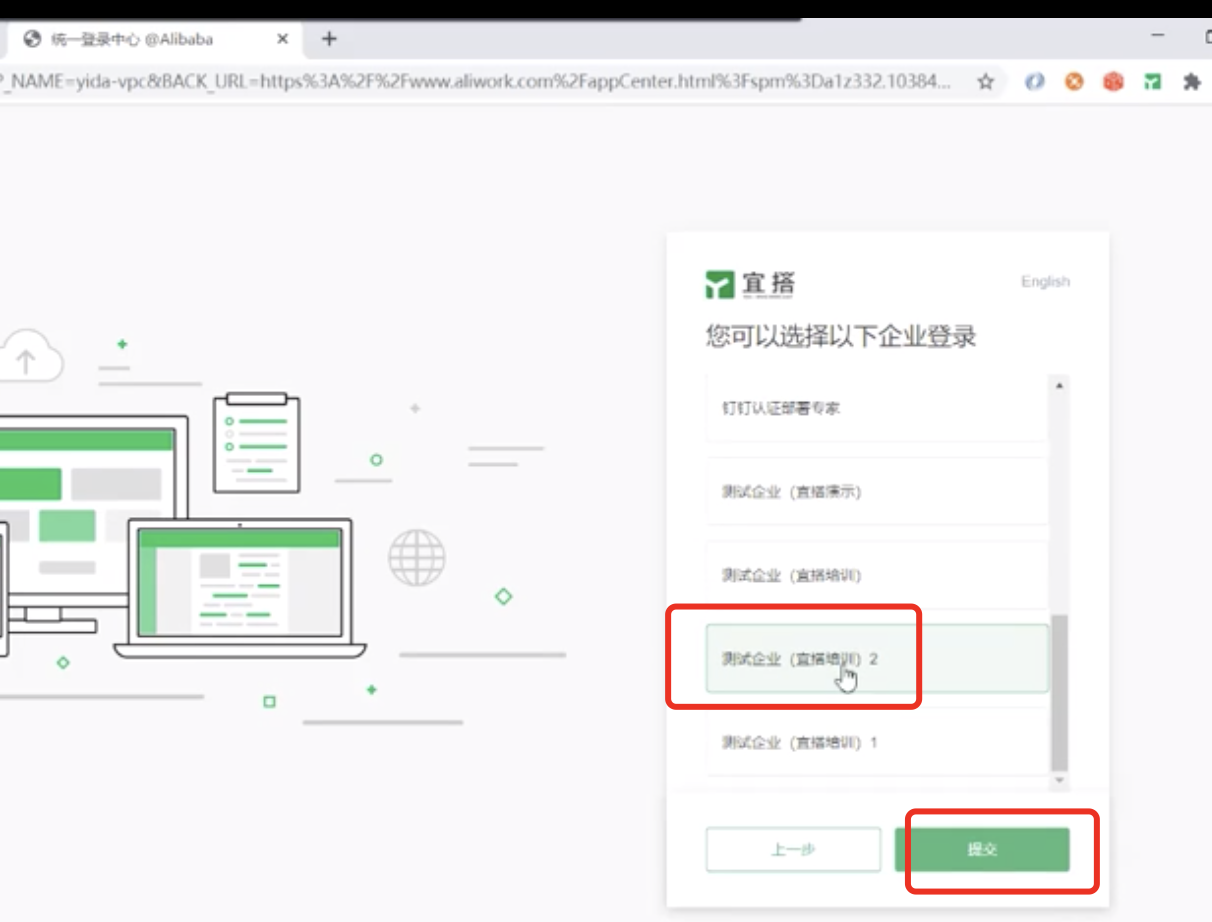 统一登录中心 @Alibaba
_NAME=yida-vpc&BACK_URL=https%3A%2F%2Fwww.aliwork.com%2FappCenter.html%3Fspm%3Da1z332.10384...
宜搭
English
您可以选择以下企业登录
钉钉认证部署专家
测试企业（宜搭演示）
测试企业（宜搭培训）
测试企业（宜搭培训）2
测试企业（宜搭培训）1
上一步
提交